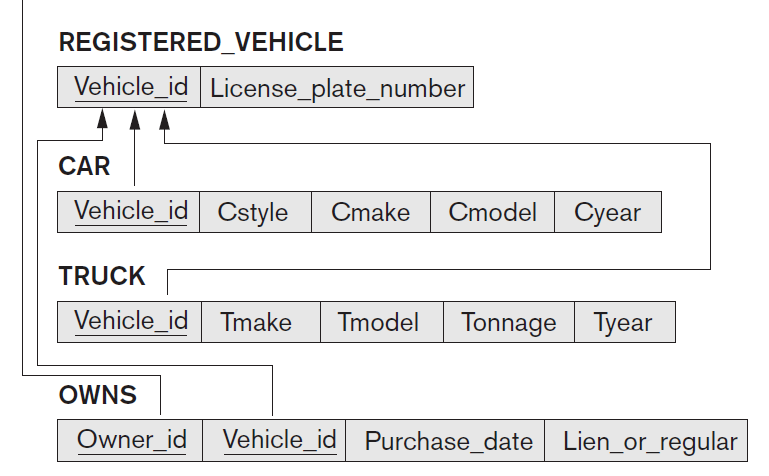 REGISTERED_VEHICLE
Vehicle_id License_plate_number
CAR
Vehicle_id Cstyle Cmake Cmodel Cyear
TRUCK
Vehicle_id Tmake Tmodel Tonnage Tyear
OWNS
Owner_id Vehicle_id Purchase_date Lien_or_regular